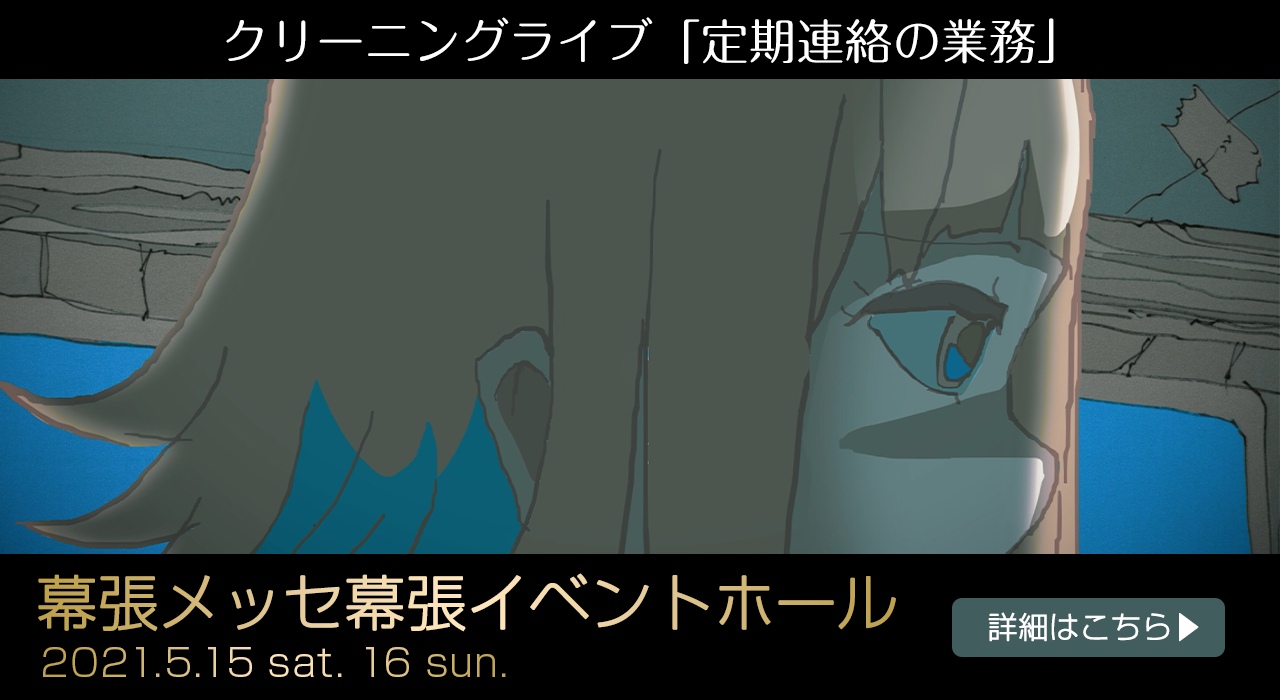 クリーニングライブ「定期連絡の業務」
幕張メッセ幕張イベントホール
2021.5.15 sat. 16 sun.
詳細はこちら▶